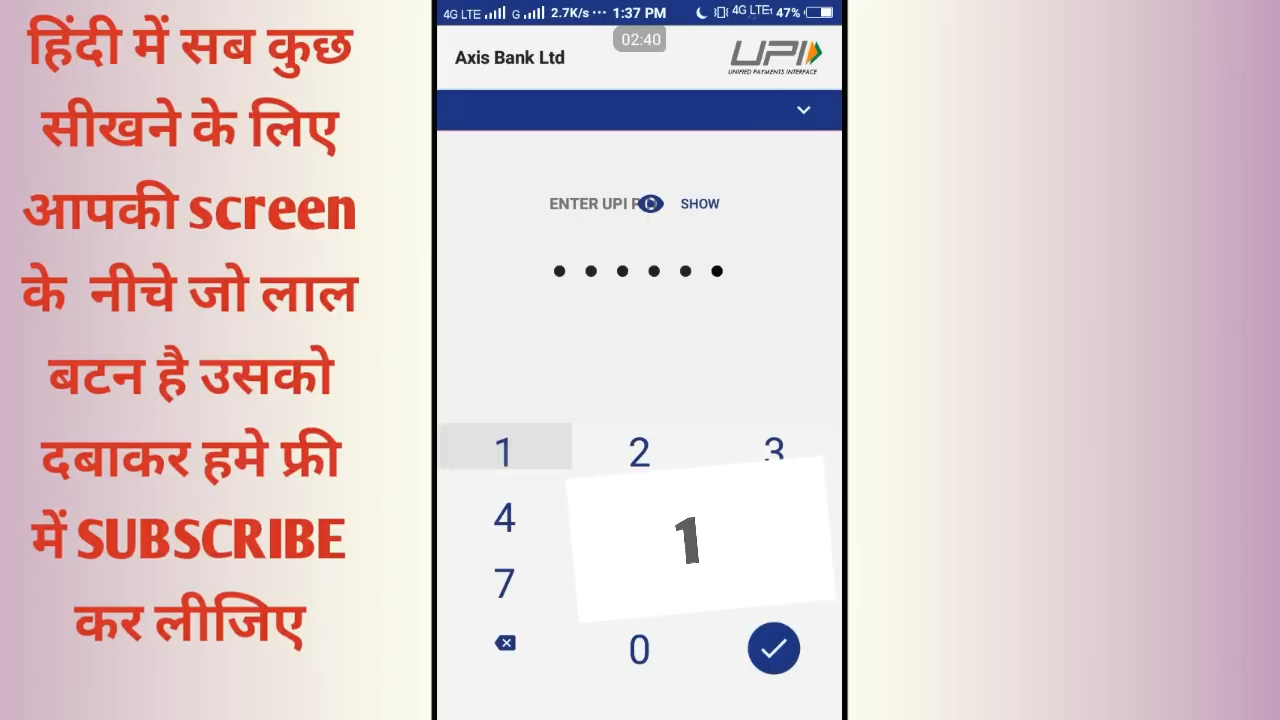 हिंदी में सब कुछ
सीखने के लिए
आपकी screen
के नीचे जो लाल
बटन है उसको
दबाकर हमे फ्री
में SUBSCRIBE
कर लीजिए
4G LTE G 2.7K/s ··· 1:37 PM 4G LTE 47%
02:40
Axis Bank Ltd
UPI
UNIFIED PAYMENTS INTERFACE
ENTER UPI SHOW
1 2 3
4
1
7
0